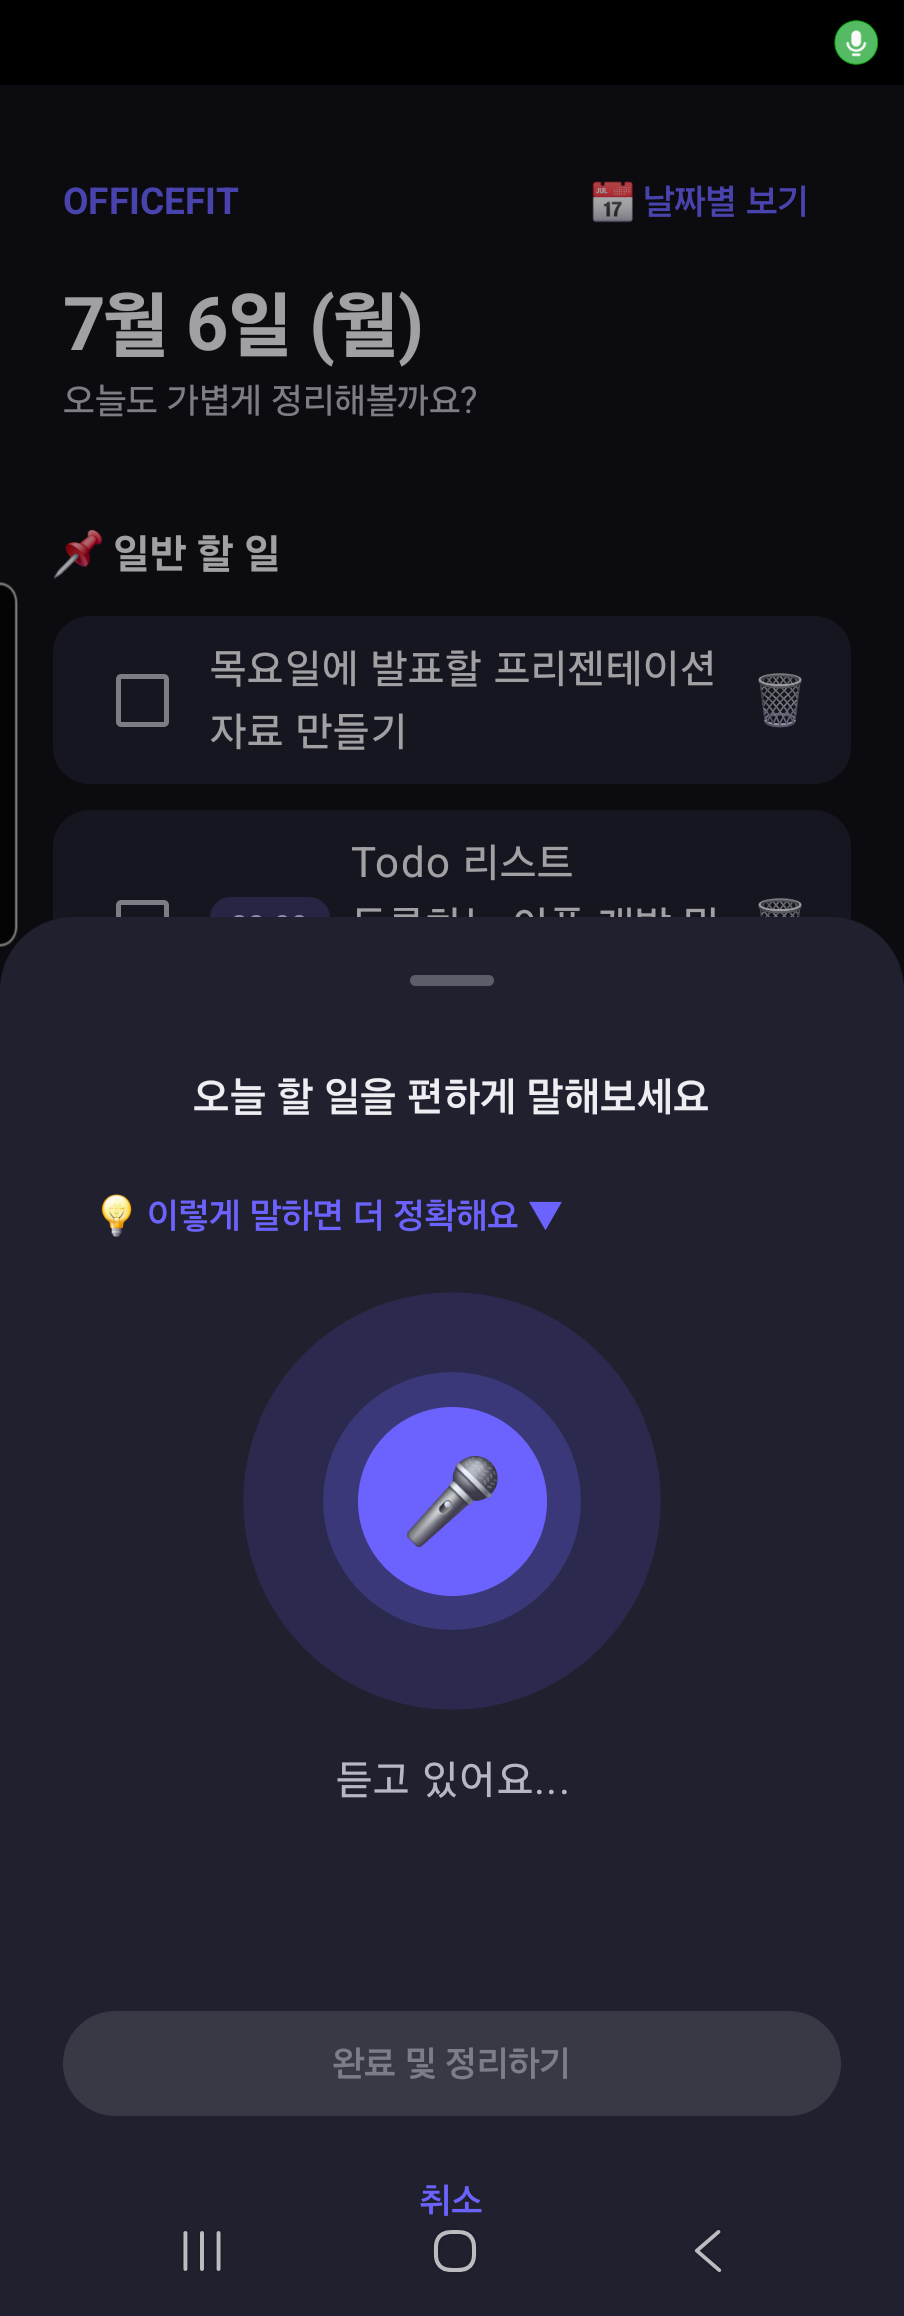 OFFICEFIT
📅 날짜별 보기
7월 6일 (월)
오늘도 가볍게 정리해볼까요?
📌 일반 할 일
목요일에 발표할 프리젠테이션
자료 만들기
Todo 리스트
오늘 할 일을 편하게 말해보세요
💡 이렇게 말하면 더 정확해요 ▼
듣고 있어요...
완료 및 정리하기
취소